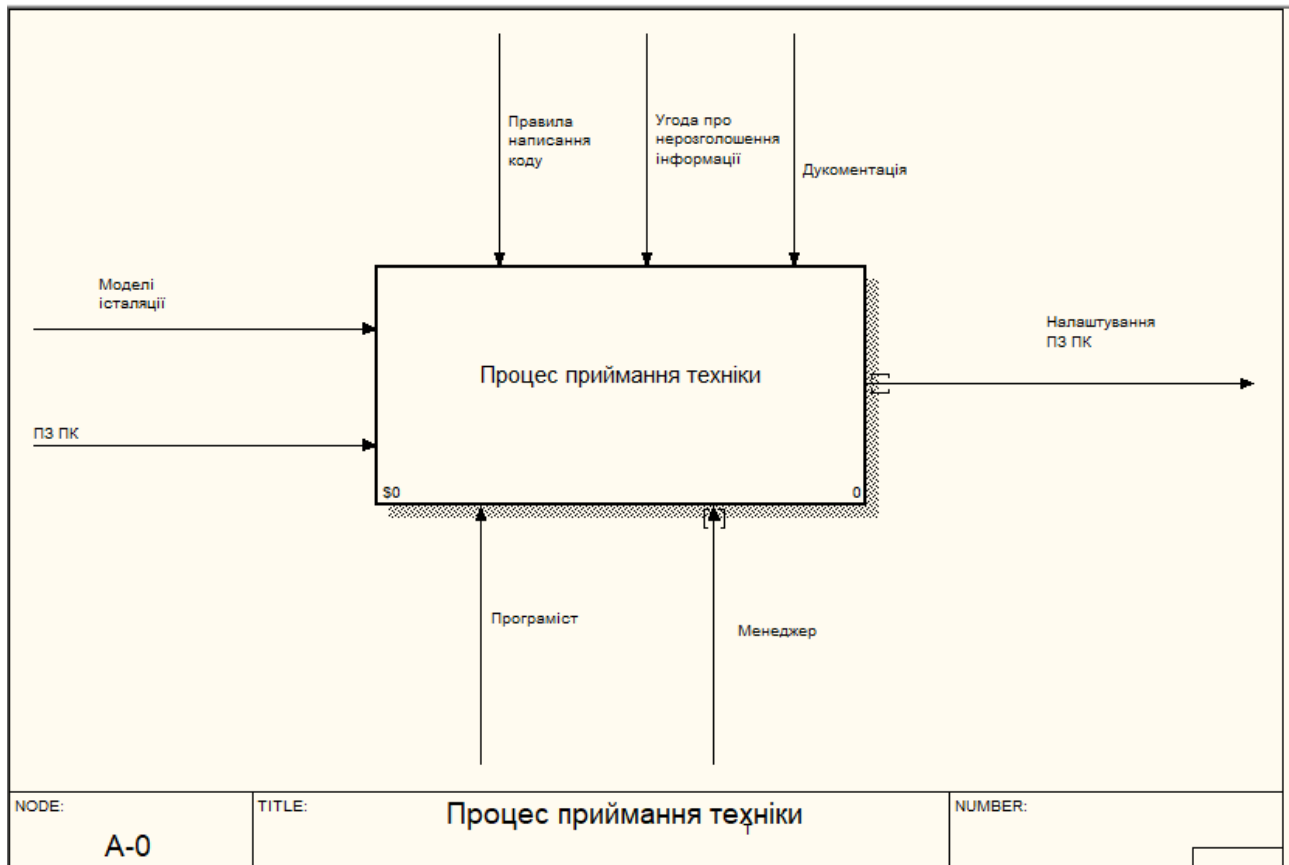 Правила
написання
коду
Угода про
нерозголошення
інформації
Дукоментація
Моделі
істаляції
Налаштування
ПЗ ПК
Процес приймання техніки
ПЗ ПК
$0
0
Програміст
Менеджер
NODE:
A-0
TITLE:
Процес приймання техніки
NUMBER: